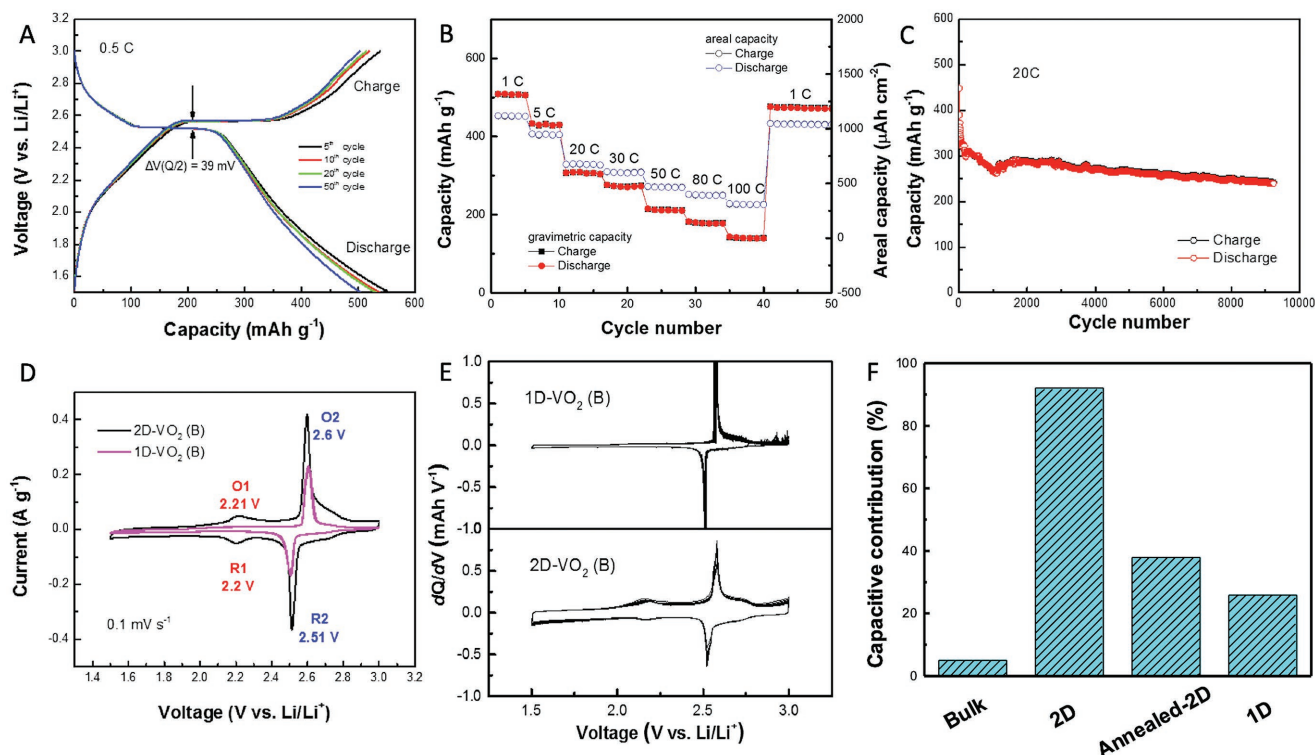 A
0.5 C
Charge
ΔV(Q/2) = 39 mV
5th cycle
10th cycle
20th cycle
50th cycle
Discharge
Voltage (V vs. Li/Li+)
3.2
3.0
2.8
2.6
2.4
2.2
2.0
1.8
1.6
0 100 200 300 400 500 600
Capacity (mAh g-1)
B
areal capacity
Charge
Discharge
1 C
5 C
20 C
30 C
50 C
80 C
100 C
1 C
gravimetric capacity
Charge
Discharge
Capacity (mAh g-1)
600
400
200
0
0 10 20 30 40 50
Cycle number
Areal capacity (μAh cm-2)
2000
1500
1000
500
0
-500
C
20C
Charge
Discharge
Capacity (mAh g-1)
600
500
400
300
200
100
0
0 2000 4000 6000 8000 10000
Cycle number
D
2D-VO2 (B)
1D-VO2 (B)
O2
2.6 V
O1
2.21 V
R1
2.2 V
R2
2.51 V
0.1 mV s-1
Current (A g-1)
0.4
0.2
0.0
-0.2
-0.4
1.4 1.6 1.8 2.0 2.2 2.4 2.6 2.8 3.0 3.2
Voltage (V vs. Li/Li+)
E
1D-VO2 (B)
2D-VO2 (B)
dQ/dV (mAh V-1)
1.0
0.5
0.0
-0.5
-1.0
0.5
0.0
-0.5
-1.0
1.5 2.0 2.5 3.0
Voltage (V vs. Li/Li+)
F
Capacitive contribution (%)
100
80
60
40
20
0
Bulk
2D
Annealed-2D
1D